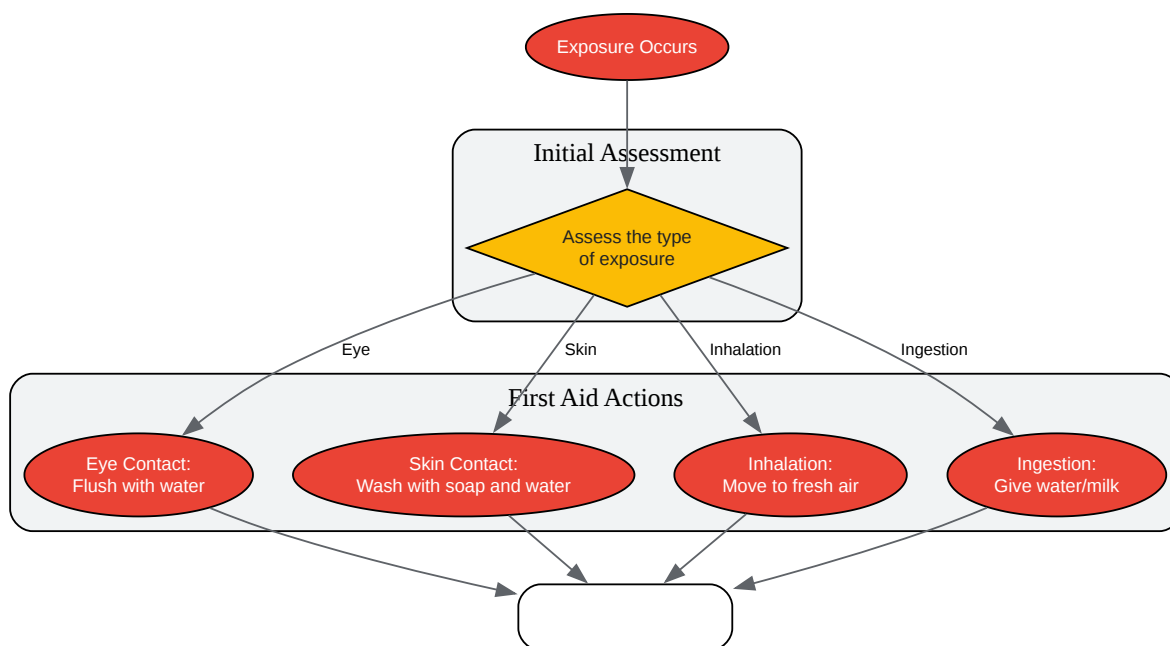 Exposure Occurs
Initial Assessment
Assess the type
of exposure
Eye
Skin
Inhalation
Ingestion
First Aid Actions
Eye Contact:
Flush with water
Skin Contact:
Wash with soap and water
Inhalation:
Move to fresh air
Ingestion:
Give water/milk